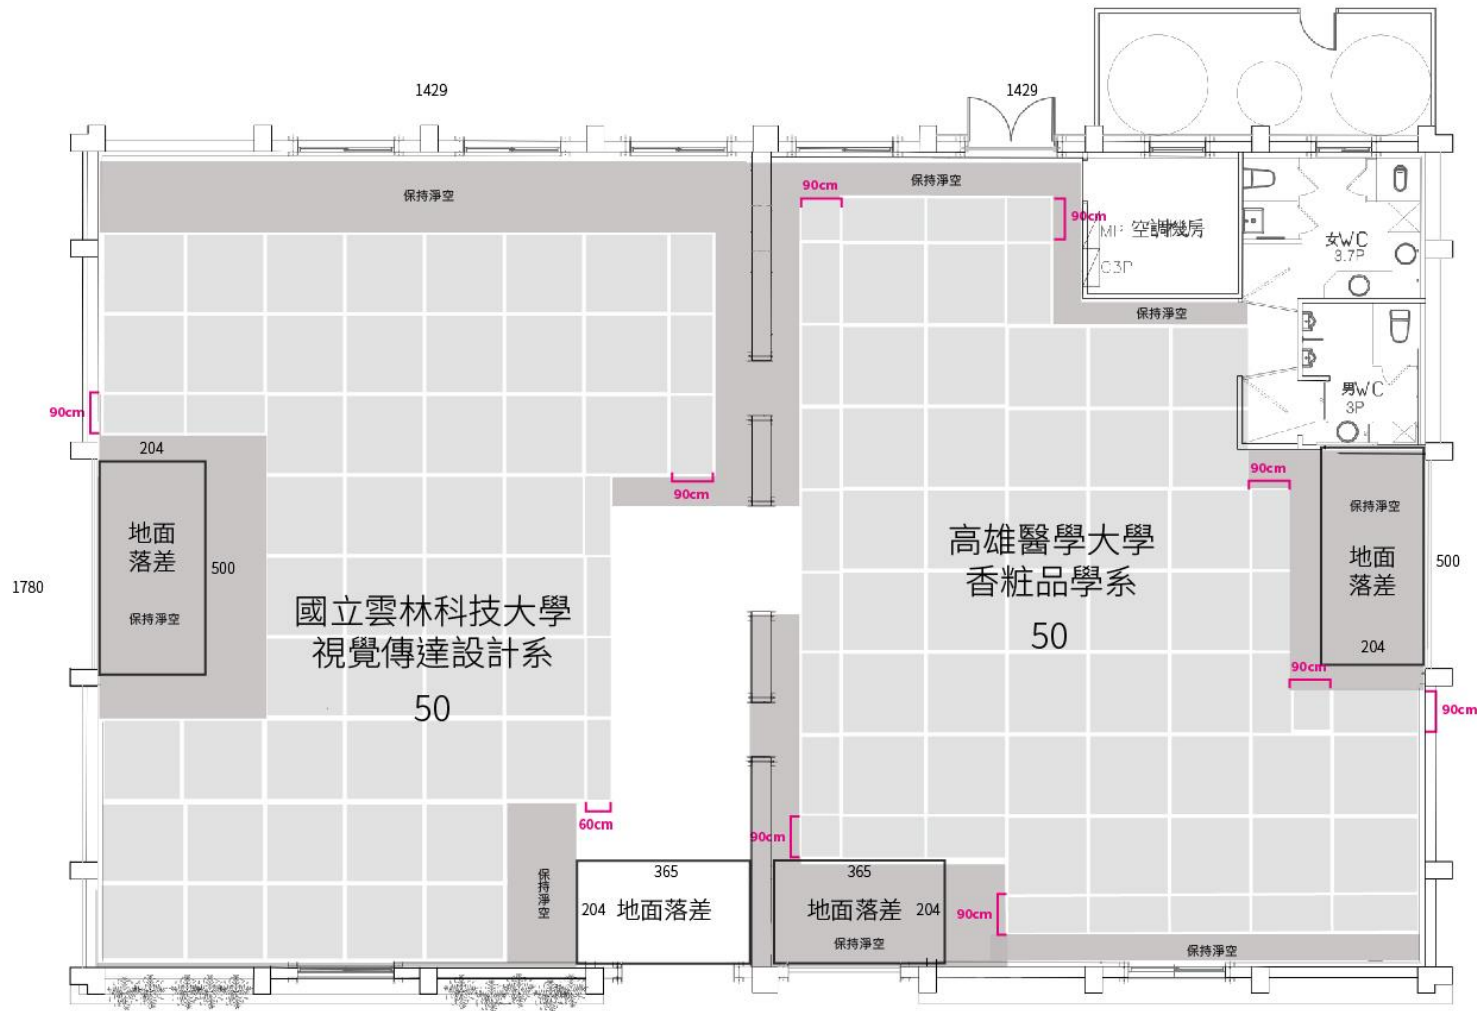 1429
1429
保持淨空
90cm
保持淨空
90cm
空調機房
女WC
3.7P
保持淨空
90cm
男WC
3P
204
90cm
90cm
地面
落差
500
保持淨空
高雄醫學大學
香粧品學系
50
保持淨空
地面
落差
500
204
1780
國立雲林科技大學
視覺傳達設計系
50
90cm
90cm
60cm
90cm
保持淨空
365
204
地面落差
365
地面落差
204
保持淨空
90cm
保持淨空